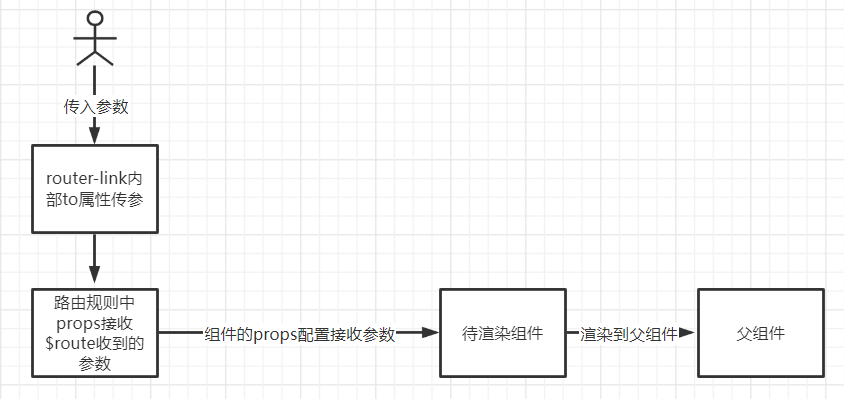 传入参数
router-link内
部to属性传参
路由规则中
props接收
$route收到的
参数
组件的props配置接收参数
待渲染组件
渲染到父组件
父组件